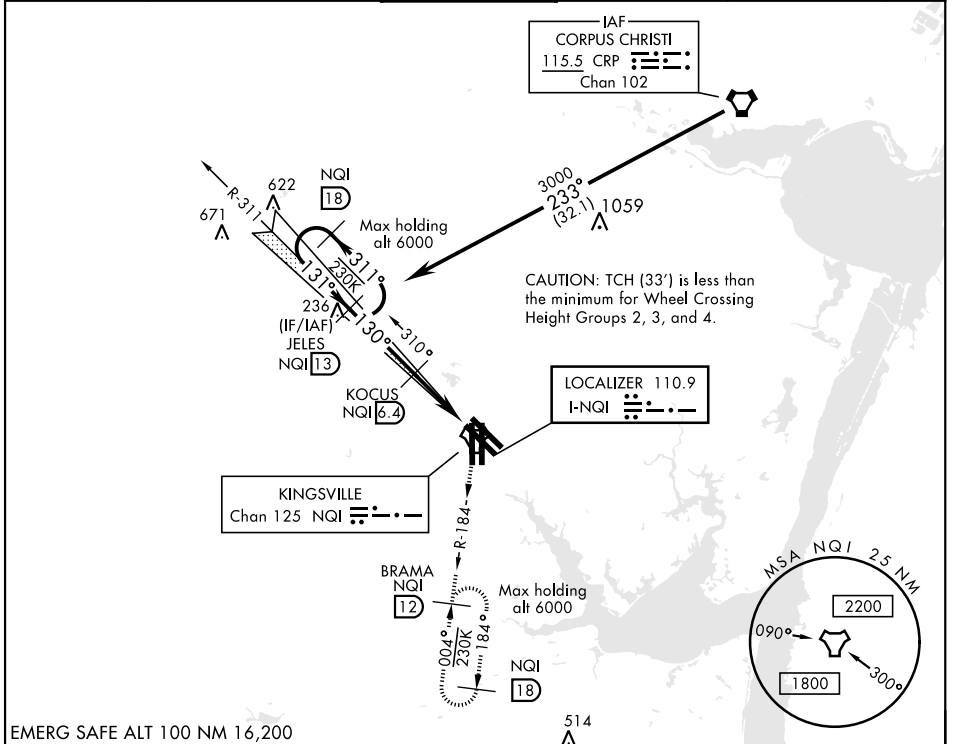 IAF
CORPUS CHRISTI
115.5 CRP
Chan 102
3000
233°
(32.1)
1059
NQI
18
622
671
R-311
Max holding
alt 6000
311°
230K
131°
236
(IF/IAF)
JELES
NQI 13
130°
310°
KOCUS
NQI 6.4
CAUTION: TCH (33') is less than
the minimum for Wheel Crossing
Height Groups 2, 3, and 4.
LOCALIZER 110.9
I-NQI
KINGSVILLE
Chan 125 NQI
R-184
BRAMA
NQI
12
Max holding
alt 6000
004°
230K
184°
NQI
18
MSA NQI 25 NM
2200
090°
1800
300°
514
EMERG SAFE ALT 100 NM 16,200